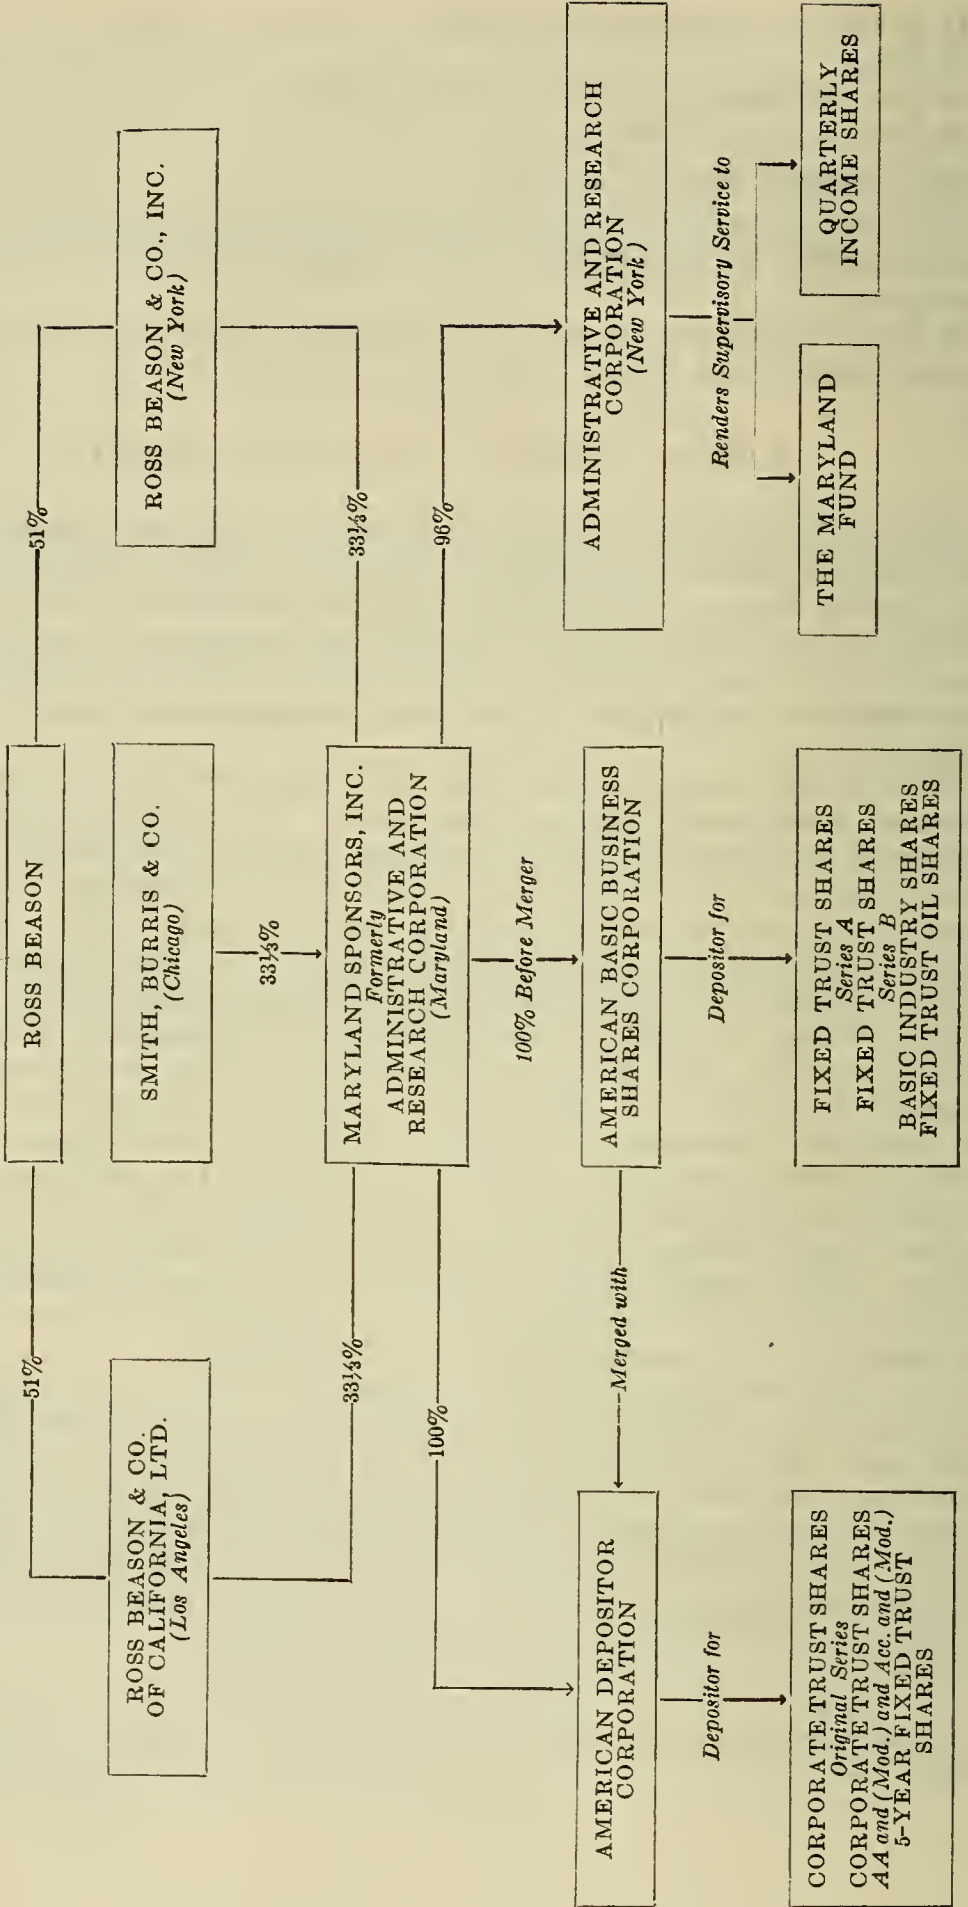 ROSS BEASON
51%
51%
ROSS BEASON & CO.
OF CALIFORNIA, LTD.
(Los Angeles)
SMITH, BURRIS & CO.
(Chicago)
ROSS BEASON & CO., INC.
(New York)
33⅓%
33⅓%
33⅓%
MARYLAND SPONSORS, INC.
Formerly
ADMINISTRATIVE AND
RESEARCH CORPORATION
(Maryland)
100%
100% Before Merger
96%
AMERICAN DEPOSITOR
CORPORATION
Merged with
AMERICAN BASIC BUSINESS
SHARES CORPORATION
ADMINISTRATIVE AND RESEARCH
CORPORATION
(New York)
Depositor for
Depositor for
Renders Supervisory Service to
CORPORATE TRUST SHARES
Original Series
CORPORATE TRUST SHARES
AA and (Mod.) and Acc. and (Mod.)
5-YEAR FIXED TRUST
SHARES
FIXED TRUST SHARES
Series A
FIXED TRUST SHARES
Series B
BASIC INDUSTRY SHARES
FIXED TRUST OIL SHARES
THE MARYLAND
FUND
QUARTERLY
INCOME SHARES